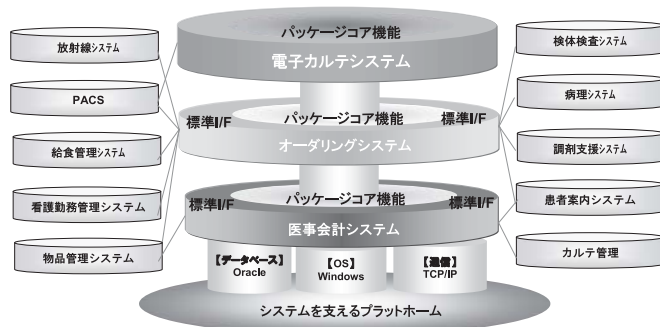 放射線システム
PACS
給食管理システム
看護勤務管理システム
物品管理システム
パッケージコア機能
電子カルテシステム
標準I/F
パッケージコア機能
標準I/F
オーダリングシステム
標準I/F
パッケージコア機能
標準I/F
医事会計システム
【データベース】
Oracle
【OS】
Windows
【通信】
TCP/IP
システムを支えるプラットホーム
検体検査システム
病理システム
調剤支援システム
患者案内システム
カルテ管理